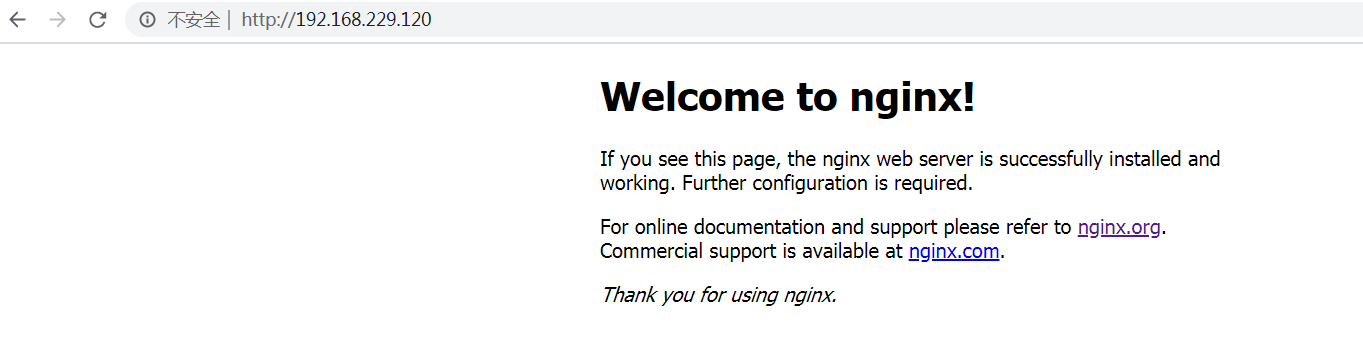 不安全 | http://192.168.229.120
Welcome to nginx!
If you see this page, the nginx web server is successfully installed and
working. Further configuration is required.
For online documentation and support please refer to nginx.org.
Commercial support is available at nginx.com.
Thank you for using nginx.